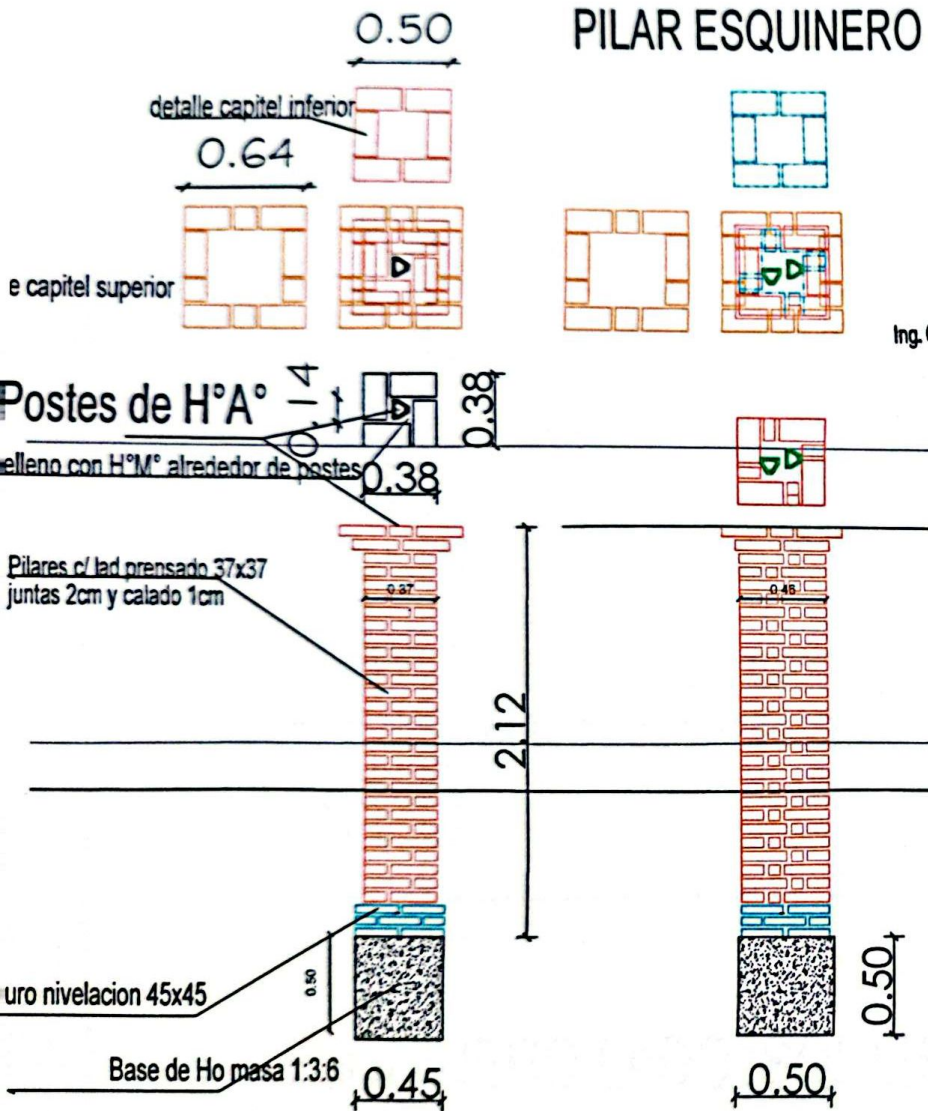 0.50
PILAR ESQUINERO
detalle capitel inferior
0.64
e capitel superior
Ing.
Postes de H°A°
0.14
0.38
elleno con H°M° alrededor de postes
0.38
Pilares c/ lad prensado 37x37
juntas 2cm y calado 1cm
0.37
0.46
2.12
0.50
uro nivelacion 45x45
0.50
Base de Ho masa 1:3:6
0.45
0.50